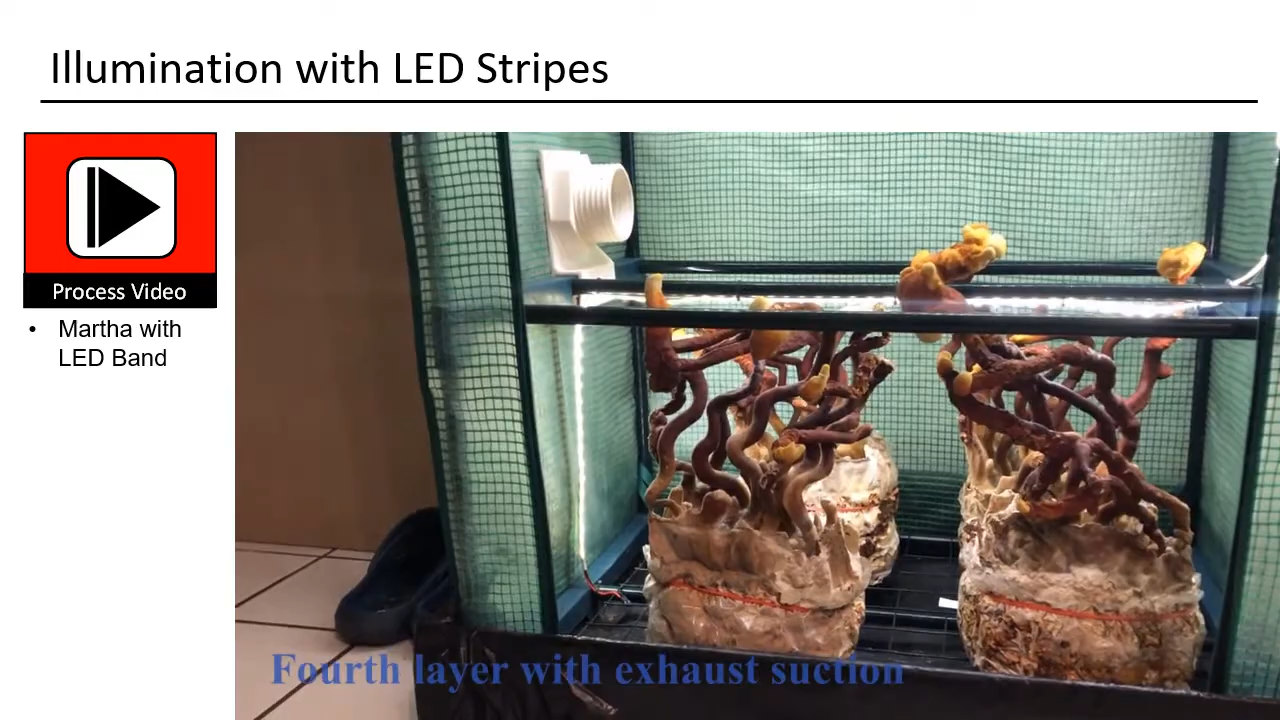 Illumination with LED Stripes
Process Video
• Martha with
LED Band
Fourth layer with exhaust suction